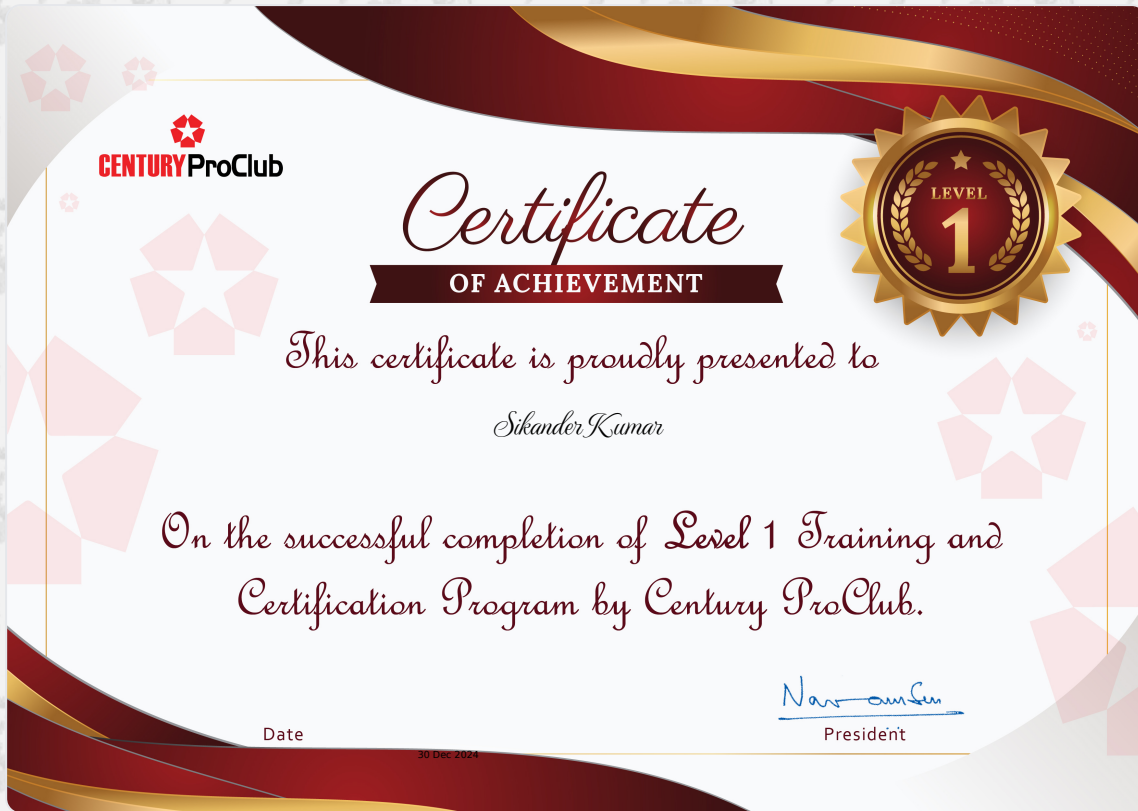 CENTURY ProClub
LEVEL
1
Certificate
OF ACHIEVEMENT
This certificate is proudly presented to
Sikander Kumar
On the successful completion of Level 1 Training and
Certification Program by Century ProClub.
Date
President
30 Dec 2024